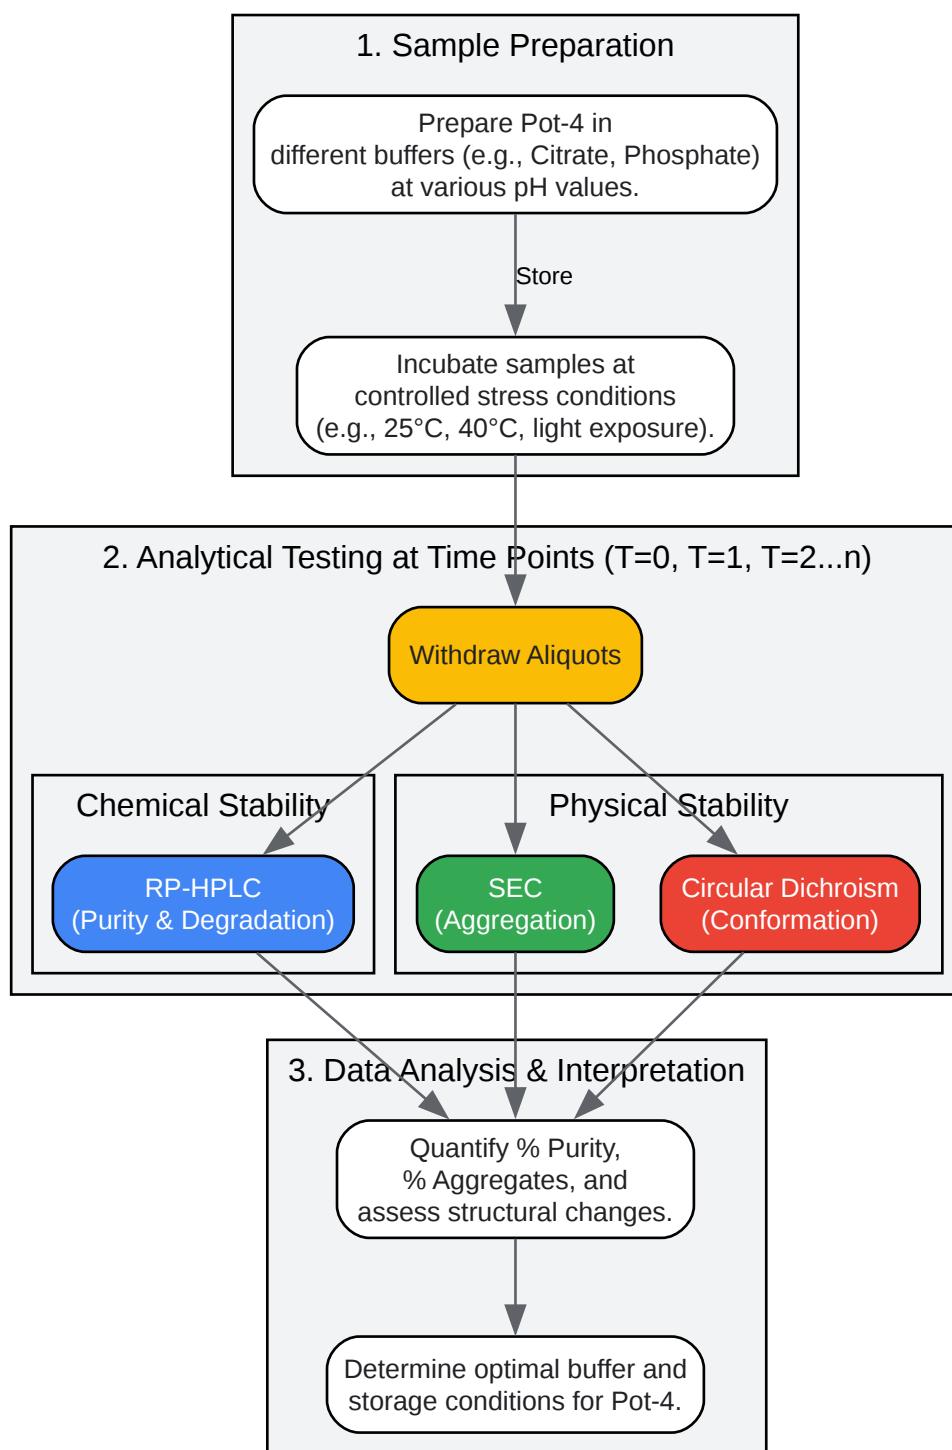 1. Sample Preparation
Prepare Pot-4 in
different buffers (e.g., Citrate, Phosphate)
at various pH values.
Store
Incubate samples at
controlled stress conditions
(e.g., 25°C, 40°C, light exposure).
2. Analytical Testing at Time Points (T=0, T=1, T=2...n)
Withdraw Aliquots
Chemical Stability
RP-HPLC
(Purity & Degradation)
Physical Stability
SEC
(Aggregation)
Circular Dichroism
(Conformation)
3. Data Analysis & Interpretation
Quantify % Purity,
% Aggregates, and
assess structural changes.
Determine optimal buffer and
storage conditions for Pot-4.